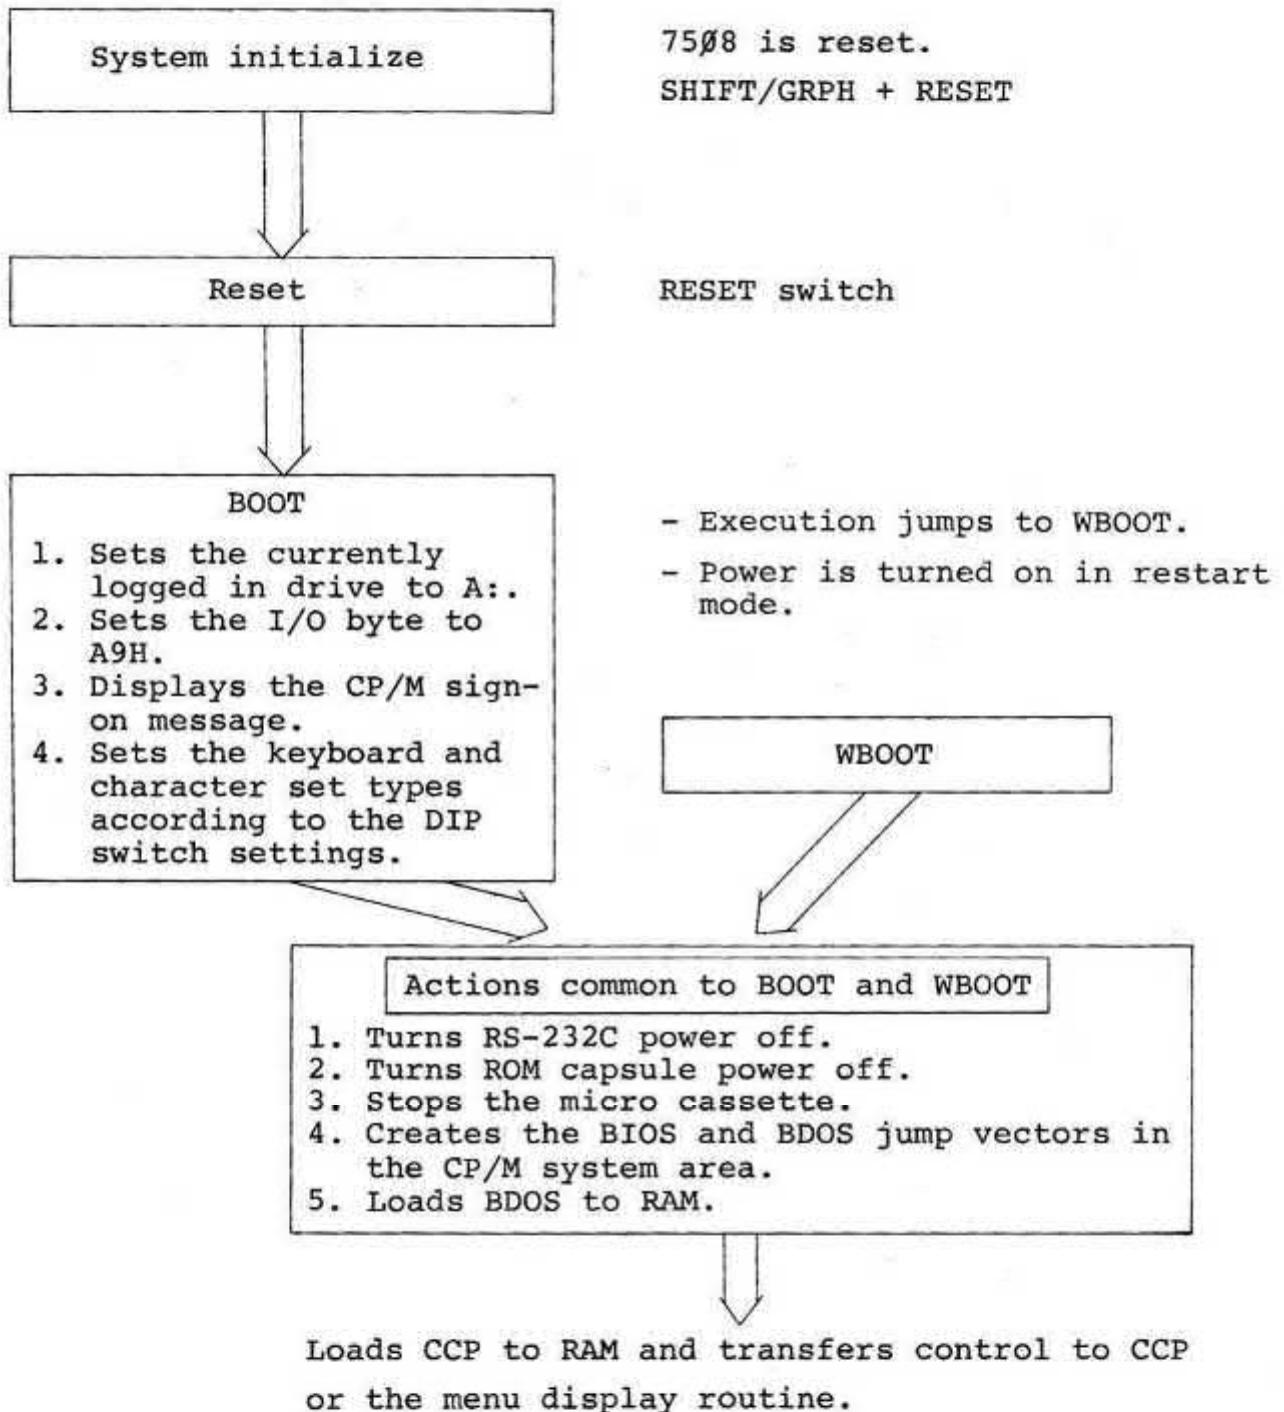 System initialize
75Ø8 is reset.
SHIFT/GRPH + RESET
Reset
RESET switch
BOOT
1. Sets the currently
logged in drive to A:.
2. Sets the I/O byte to
A9H.
3. Displays the CP/M sign-
on message.
4. Sets the keyboard and
character set types
according to the DIP
switch settings.
- Execution jumps to WBOOT.
- Power is turned on in restart
mode.
WBOOT
Actions common to BOOT and WBOOT
1. Turns RS-232C power off.
2. Turns ROM capsule power off.
3. Stops the micro cassette.
4. Creates the BIOS and BDOS jump vectors in
the CP/M system area.
5. Loads BDOS to RAM.
Loads CCP to RAM and transfers control to CCP
or the menu display routine.